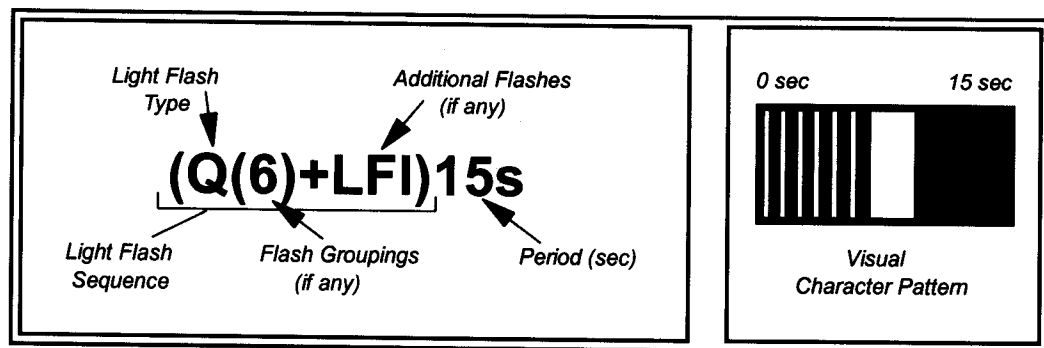 Light Flash
Type
Additional Flashes
(if any)
(Q(6)+LFl)15s
Light Flash
Sequence
Flash Groupings
(if any)
Period (sec)
0 sec 15 sec
Visual
Character Pattern